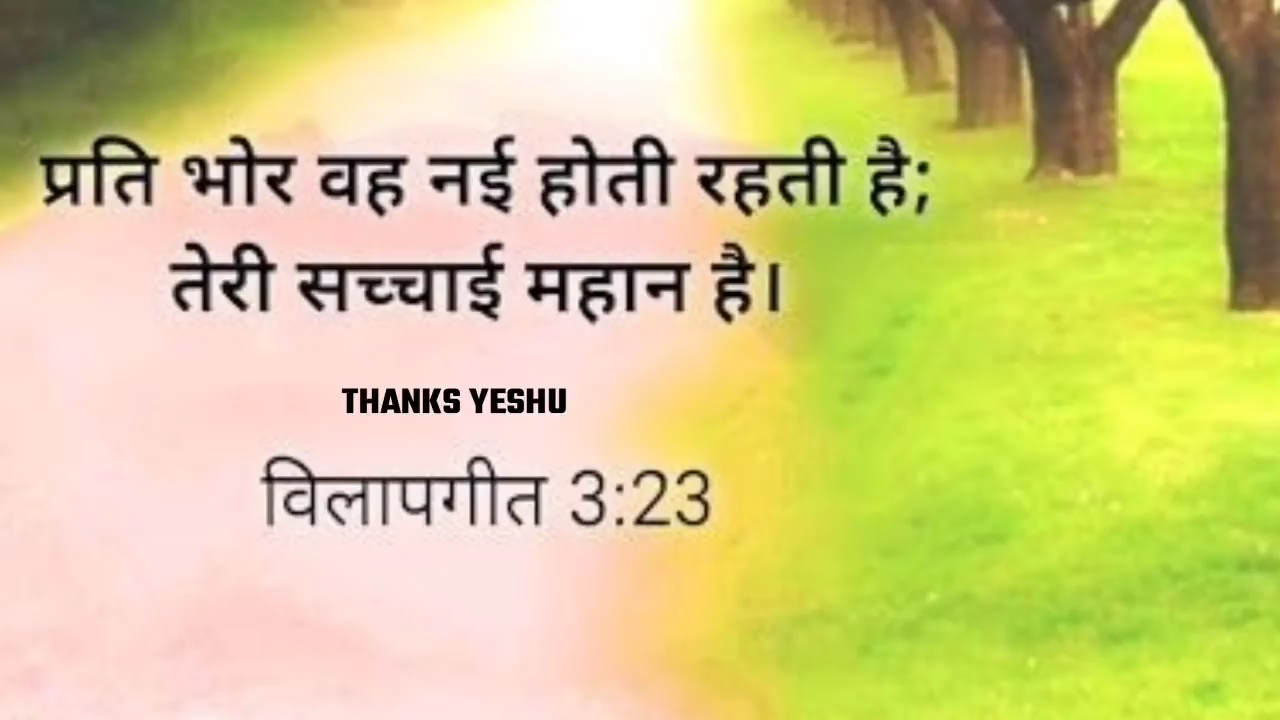 प्रति भोर वह नई होती रहती है;
तेरी सच्चाई महान है।
THANKS YESHU
विलापगीत 3:23